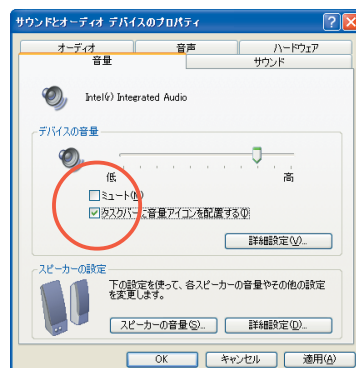 サウンドとオーディオ デバイスのプロパティ
オーディオ 音声 ハードウェア
音量 サウンド
Intel(r) Integrated Audio
デバイスの音量
低 高
ミュート(M)
タスクバーに音量アイコンを配置する(I)
詳細設定(V)...
スピーカーの設定
下の設定を使って、各スピーカーの音量やその他の設定
を変更します。
スピーカーの音量(S)... 詳細設定(D)...
OK キャンセル 適用(A)